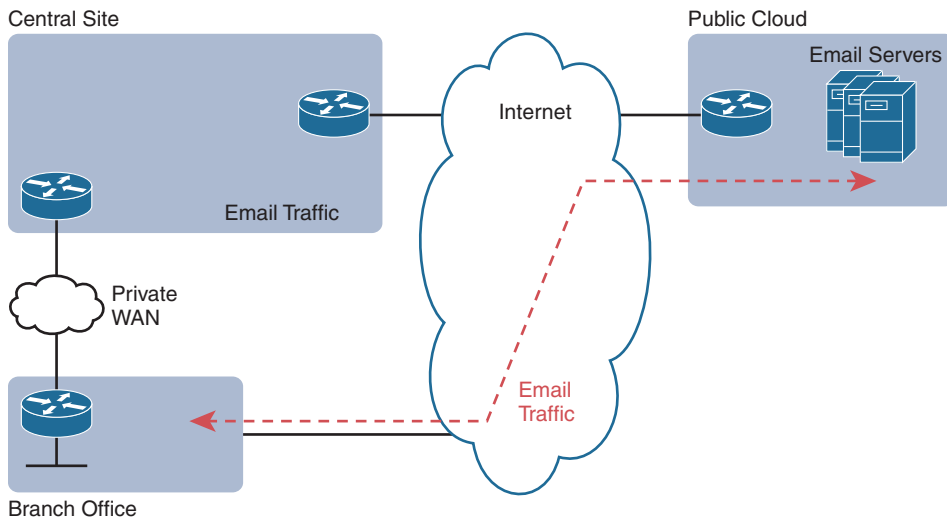 Central Site
Public Cloud
Email Servers
Internet
Email Traffic
Private
WAN
Email
Traffic
Branch Office